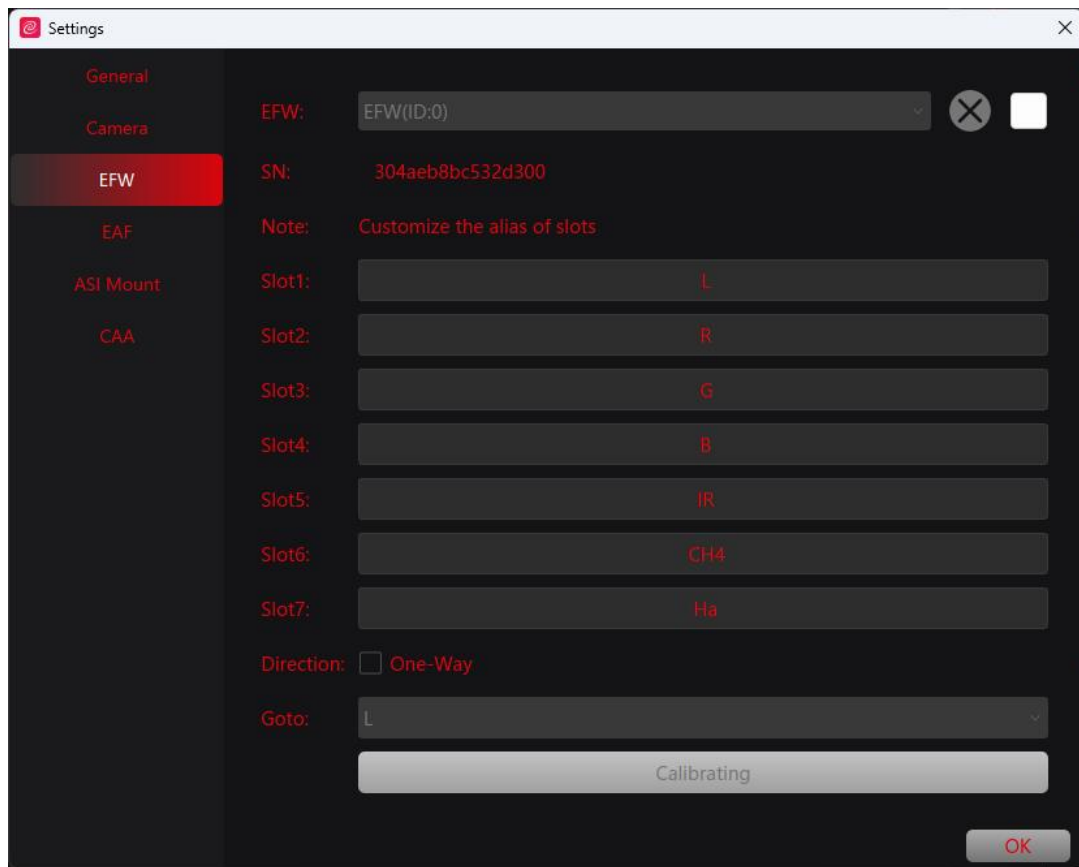 Settings
General
Camera
EFW
EAF
ASI Mount
CAA
EFW: EFW(ID:0)
SN: 304aeb8bc532d300
Note: Customize the alias of slots
Slot1: L
Slot2: R
Slot3: G
Slot4: B
Slot5: IR
Slot6: CH4
Slot7: Ha
Direction: One-Way
Goto: L
Calibrating
OK